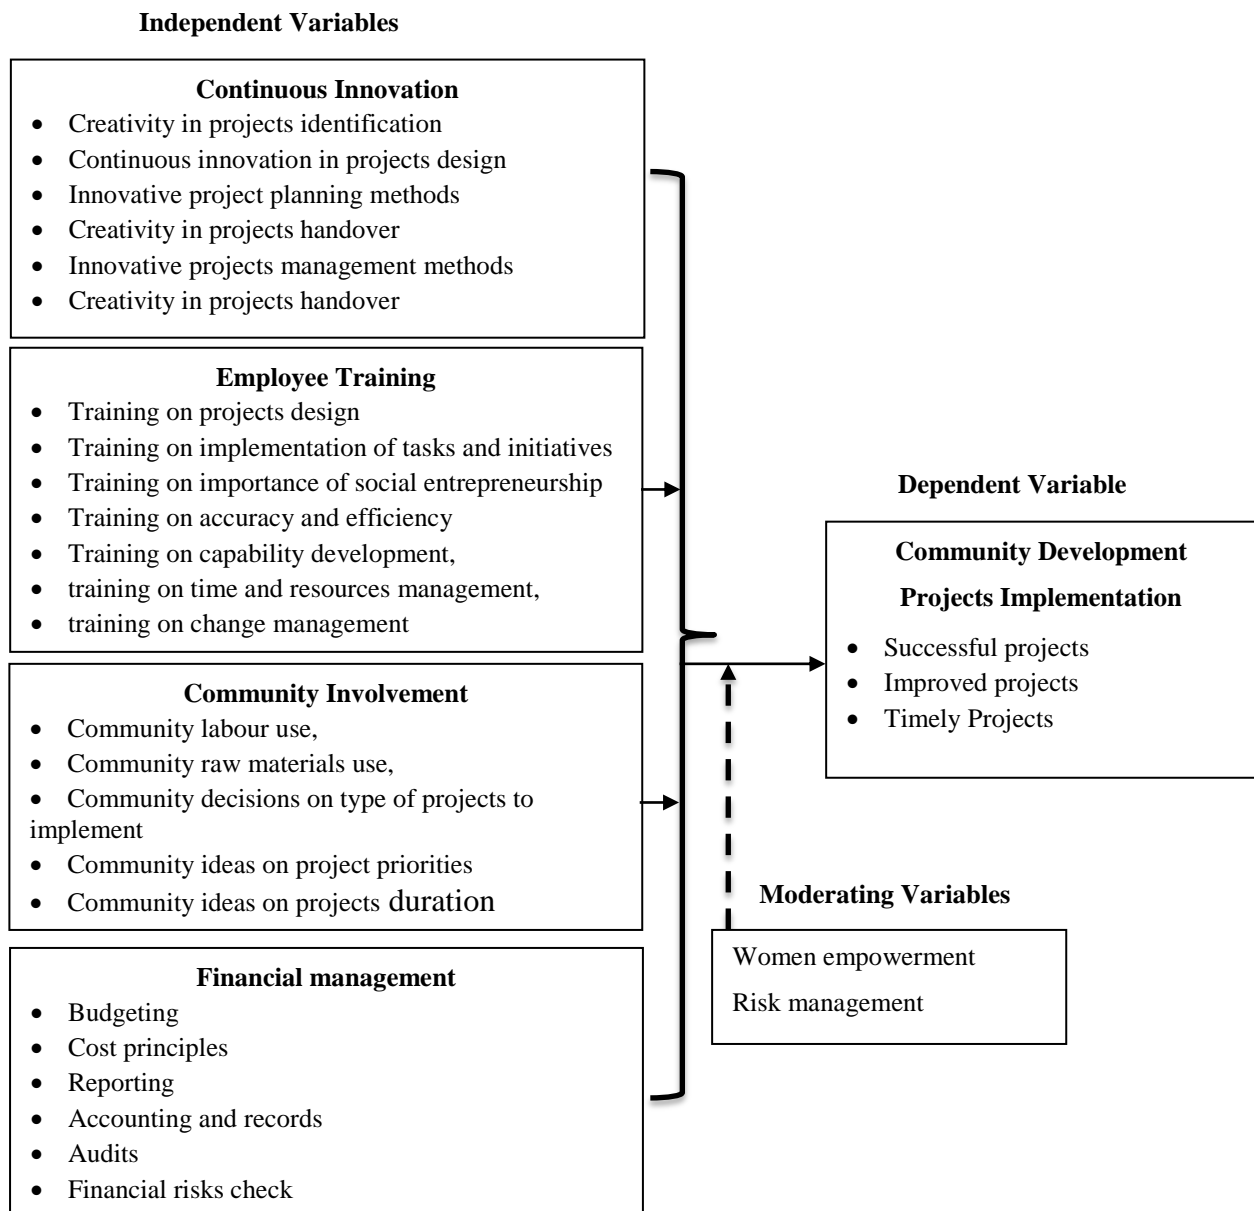 Independent Variables
Continuous Innovation
• Creativity in projects identification
• Continuous innovation in projects design
• Innovative project planning methods
• Creativity in projects handover
• Innovative projects management methods
• Creativity in projects handover
Employee Training
• Training on projects design
• Training on implementation of tasks and initiatives
• Training on importance of social entrepreneurship
• Training on accuracy and efficiency
• Training on capability development,
• training on time and resources management,
• training on change management
Community Involvement
• Community labour use,
• Community raw materials use,
• Community decisions on type of projects to
implement
• Community ideas on project priorities
• Community ideas on projects duration
Financial management
• Budgeting
• Cost principles
• Reporting
• Accounting and records
• Audits
• Financial risks check
Dependent Variable
Community Development
Projects Implementation
• Successful projects
• Improved projects
• Timely Projects
Moderating Variables
Women empowerment
Risk management